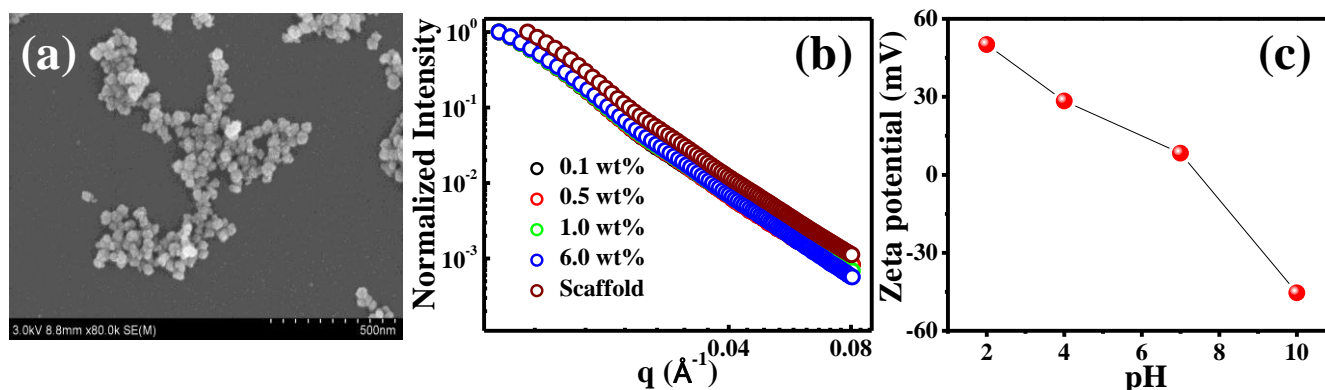 (a)
3.0kV 8.8mm x80.0k SE(M)
500nm
Normalized Intensity
10^0
10^-1
10^-2
10^-3
(b)
0.1 wt%
0.5 wt%
1.0 wt%
6.0 wt%
Scaffold
0.04
0.08
q (Å^-1)
Zeta potential (mV)
60
30
0
-30
-60
(c)
2
4
6
8
10
pH